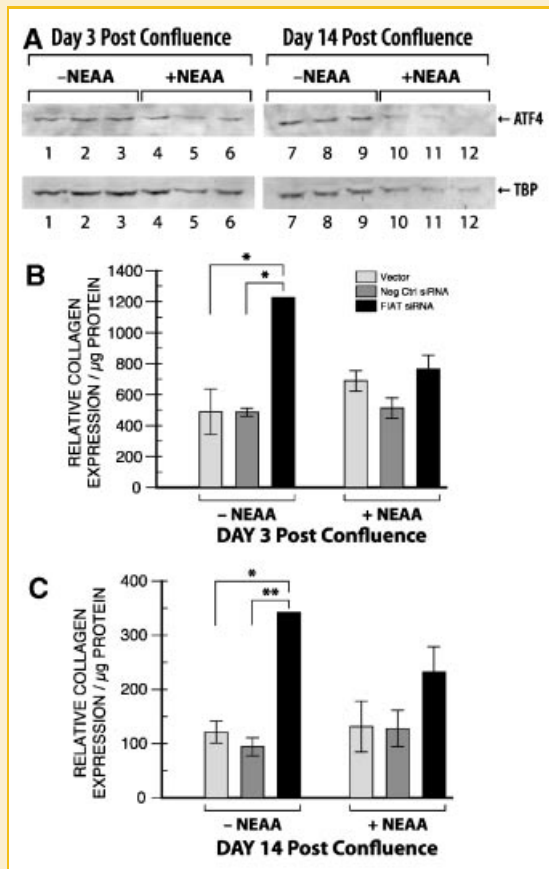 A Day 3 Post Confluence Day 14 Post Confluence
–NEAA +NEAA –NEAA +NEAA
← ATF4
1 2 3 4 5 6 7 8 9 10 11 12
← TBP
1 2 3 4 5 6 7 8 9 10 11 12
B
RELATIVE COLLAGEN
EXPRESSION / µg PROTEIN
1400
1200
1000
800
600
400
200
0
*
*
Vector
Neg Ctrl siRNA
FIAT siRNA
– NEAA + NEAA
DAY 3 Post Confluence
C
RELATIVE COLLAGEN
EXPRESSION / µg PROTEIN
400
300
200
100
0
*
**
– NEAA + NEAA
DAY 14 Post Confluence